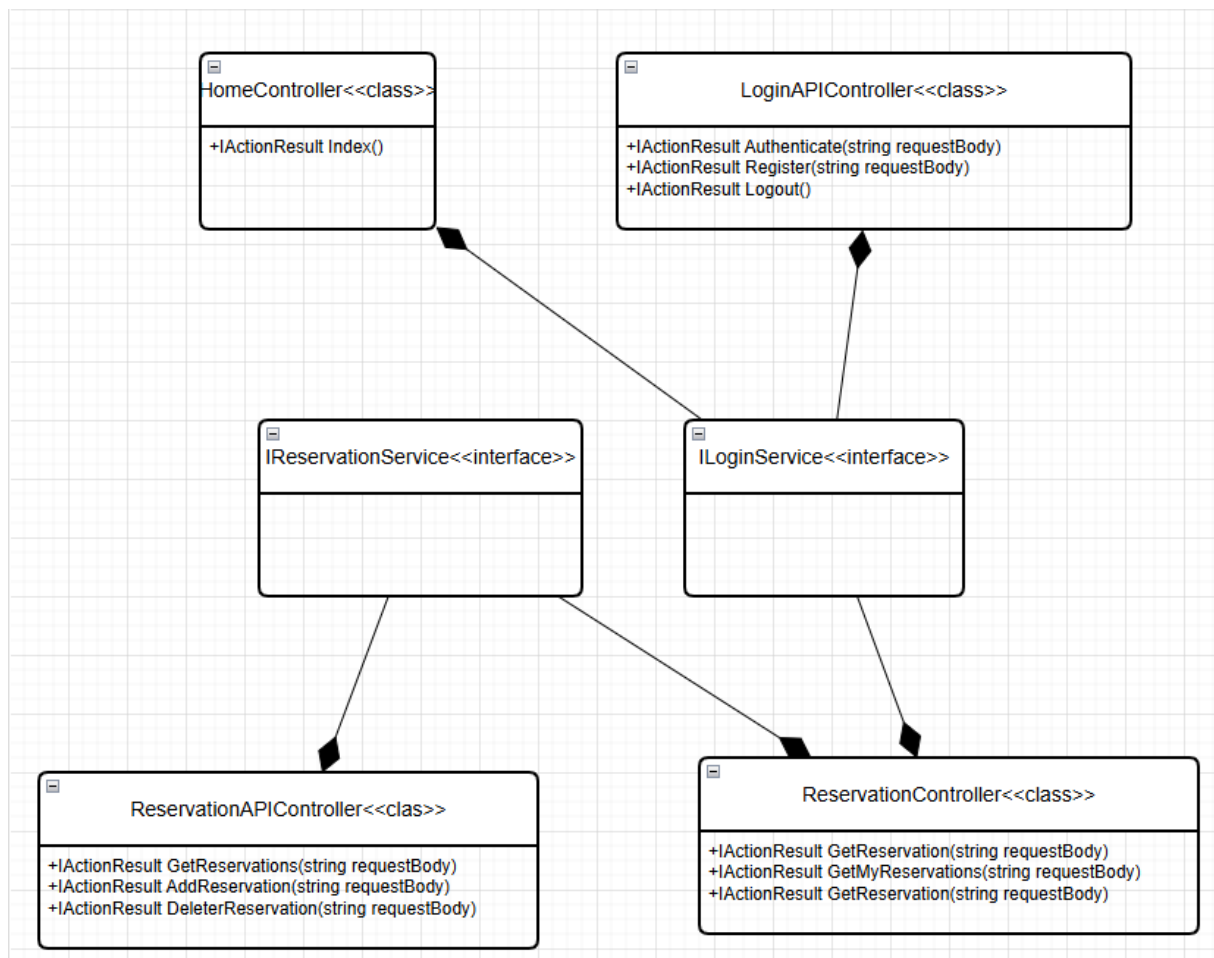 HomeController<<class>>
+IActionResult Index()
LoginAPIController<<class>>
+IActionResult Authenticate(string requestBody)
+IActionResult Register(string requestBody)
+IActionResult Logout()
IReservationService<<interface>>
ILoginService<<interface>>
ReservationAPIController<<clas>>
+IActionResult GetReservations(string requestBody)
+IActionResult AddReservation(string requestBody)
+IActionResult DeleterReservation(string requestBody)
ReservationController<<class>>
+IActionResult GetReservation(string requestBody)
+IActionResult GetMyReservations(string requestBody)
+IActionResult GetReservation(string requestBody)